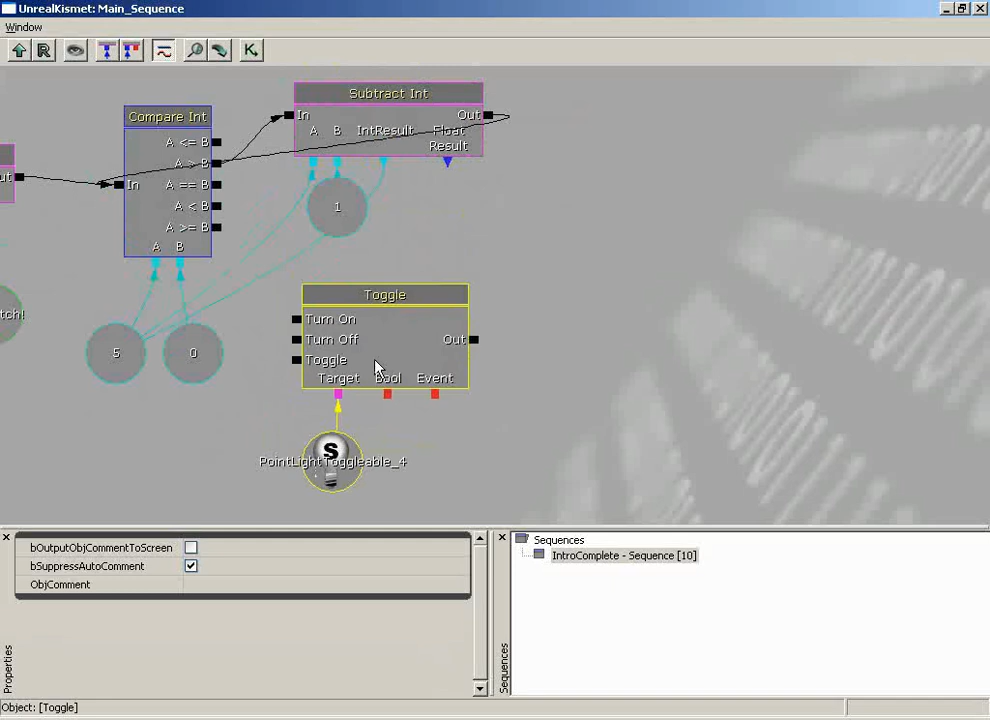 UnrealKismet: Main_Sequence
Window
Subtract Int
In
Out
A
B
IntResult
Float
Result
Compare Int
A <= B
A > B
ut
In
A == B
A < B
A >= B
A
B
1
tch!
5
0
Toggle
Turn On
Turn Off
Out
Toggle
Target
Bool
Event
S
PointLightToggleable_4
bOutputObjCommentToScreen
bSuppressAutoComment
ObjComment
Properties
Sequences
IntroComplete - Sequence [10]
Sequences
Object: [Toggle]